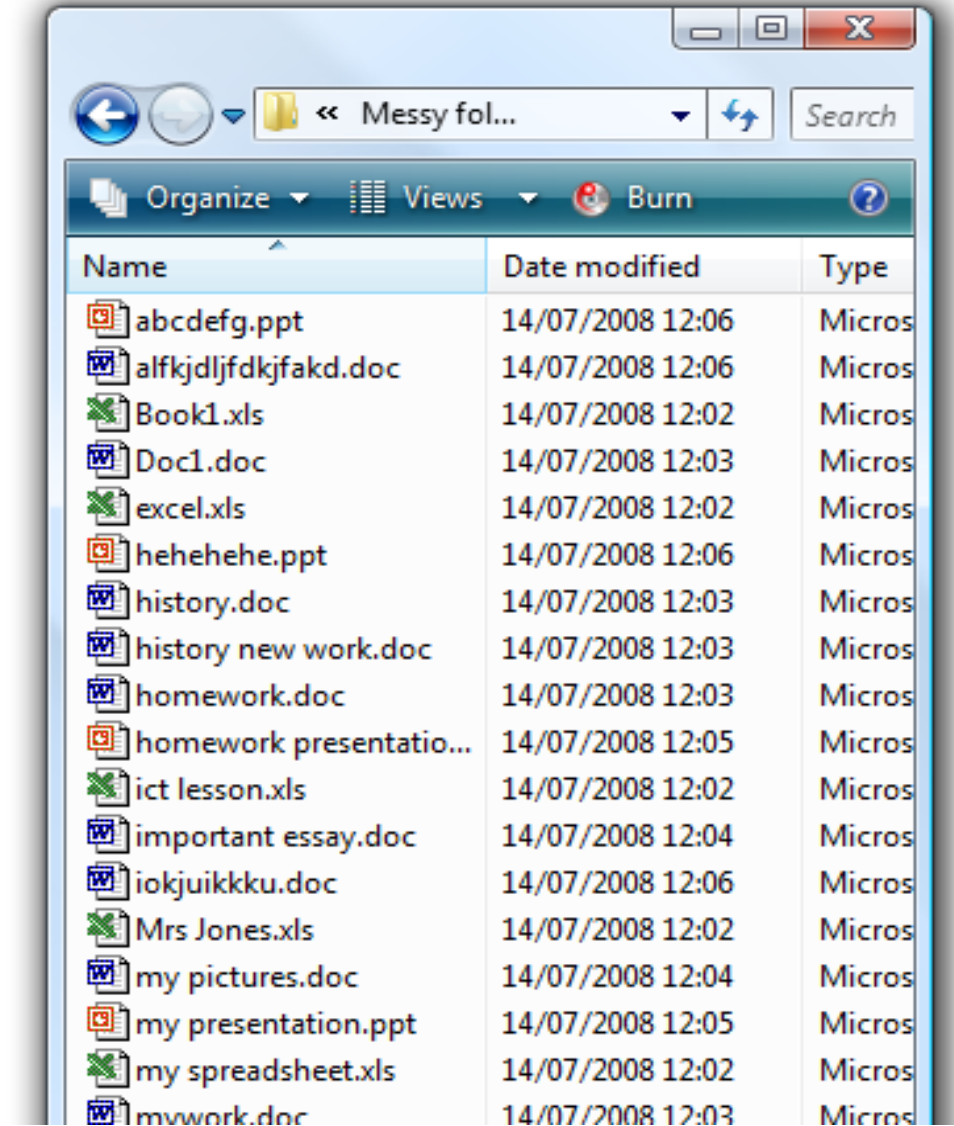 « Messy fol... Search
Organize Views Burn ?
Name Date modified Type
abcdefg.ppt 14/07/2008 12:06 Micros
alfkjdljfdkjfakd.doc 14/07/2008 12:06 Micros
Book1.xls 14/07/2008 12:02 Micros
Doc1.doc 14/07/2008 12:03 Micros
excel.xls 14/07/2008 12:02 Micros
hehehehe.ppt 14/07/2008 12:06 Micros
history.doc 14/07/2008 12:03 Micros
history new work.doc 14/07/2008 12:03 Micros
homework.doc 14/07/2008 12:03 Micros
homework presentatio... 14/07/2008 12:05 Micros
ict lesson.xls 14/07/2008 12:02 Micros
important essay.doc 14/07/2008 12:04 Micros
iokjuikkku.doc 14/07/2008 12:06 Micros
Mrs Jones.xls 14/07/2008 12:02 Micros
my pictures.doc 14/07/2008 12:04 Micros
my presentation.ppt 14/07/2008 12:05 Micros
my spreadsheet.xls 14/07/2008 12:02 Micros
mywork.doc 14/07/2008 12:03 Micros